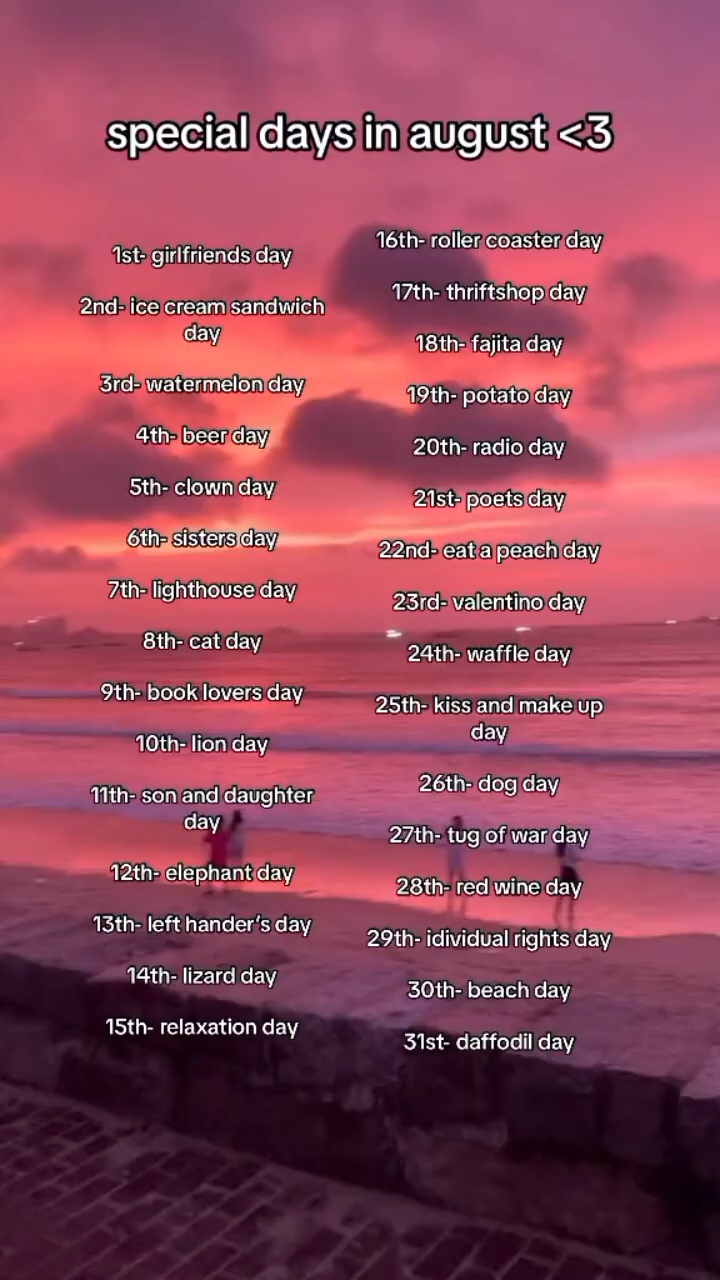 special days in august <3
1st- girlfriends day
2nd- ice cream sandwich
day
3rd- watermelon day
4th- beer day
5th- clown day
6th- sisters day
7th- lighthouse day
8th- cat day
9th- book lovers day
10th- lion day
11th- son and daughter
day
12th- elephant day
13th- left hander's day
14th- lizard day
15th- relaxation day
16th- roller coaster day
17th- thriftshop day
18th- fajita day
19th- potato day
20th- radio day
21st- poets day
22nd- eat a peach day
23rd- valentino day
24th- waffle day
25th- kiss and make up
day
26th- dog day
27th- tug of war day
28th- red wine day
29th- idividual rights day
30th- beach day
31st- daffodil day